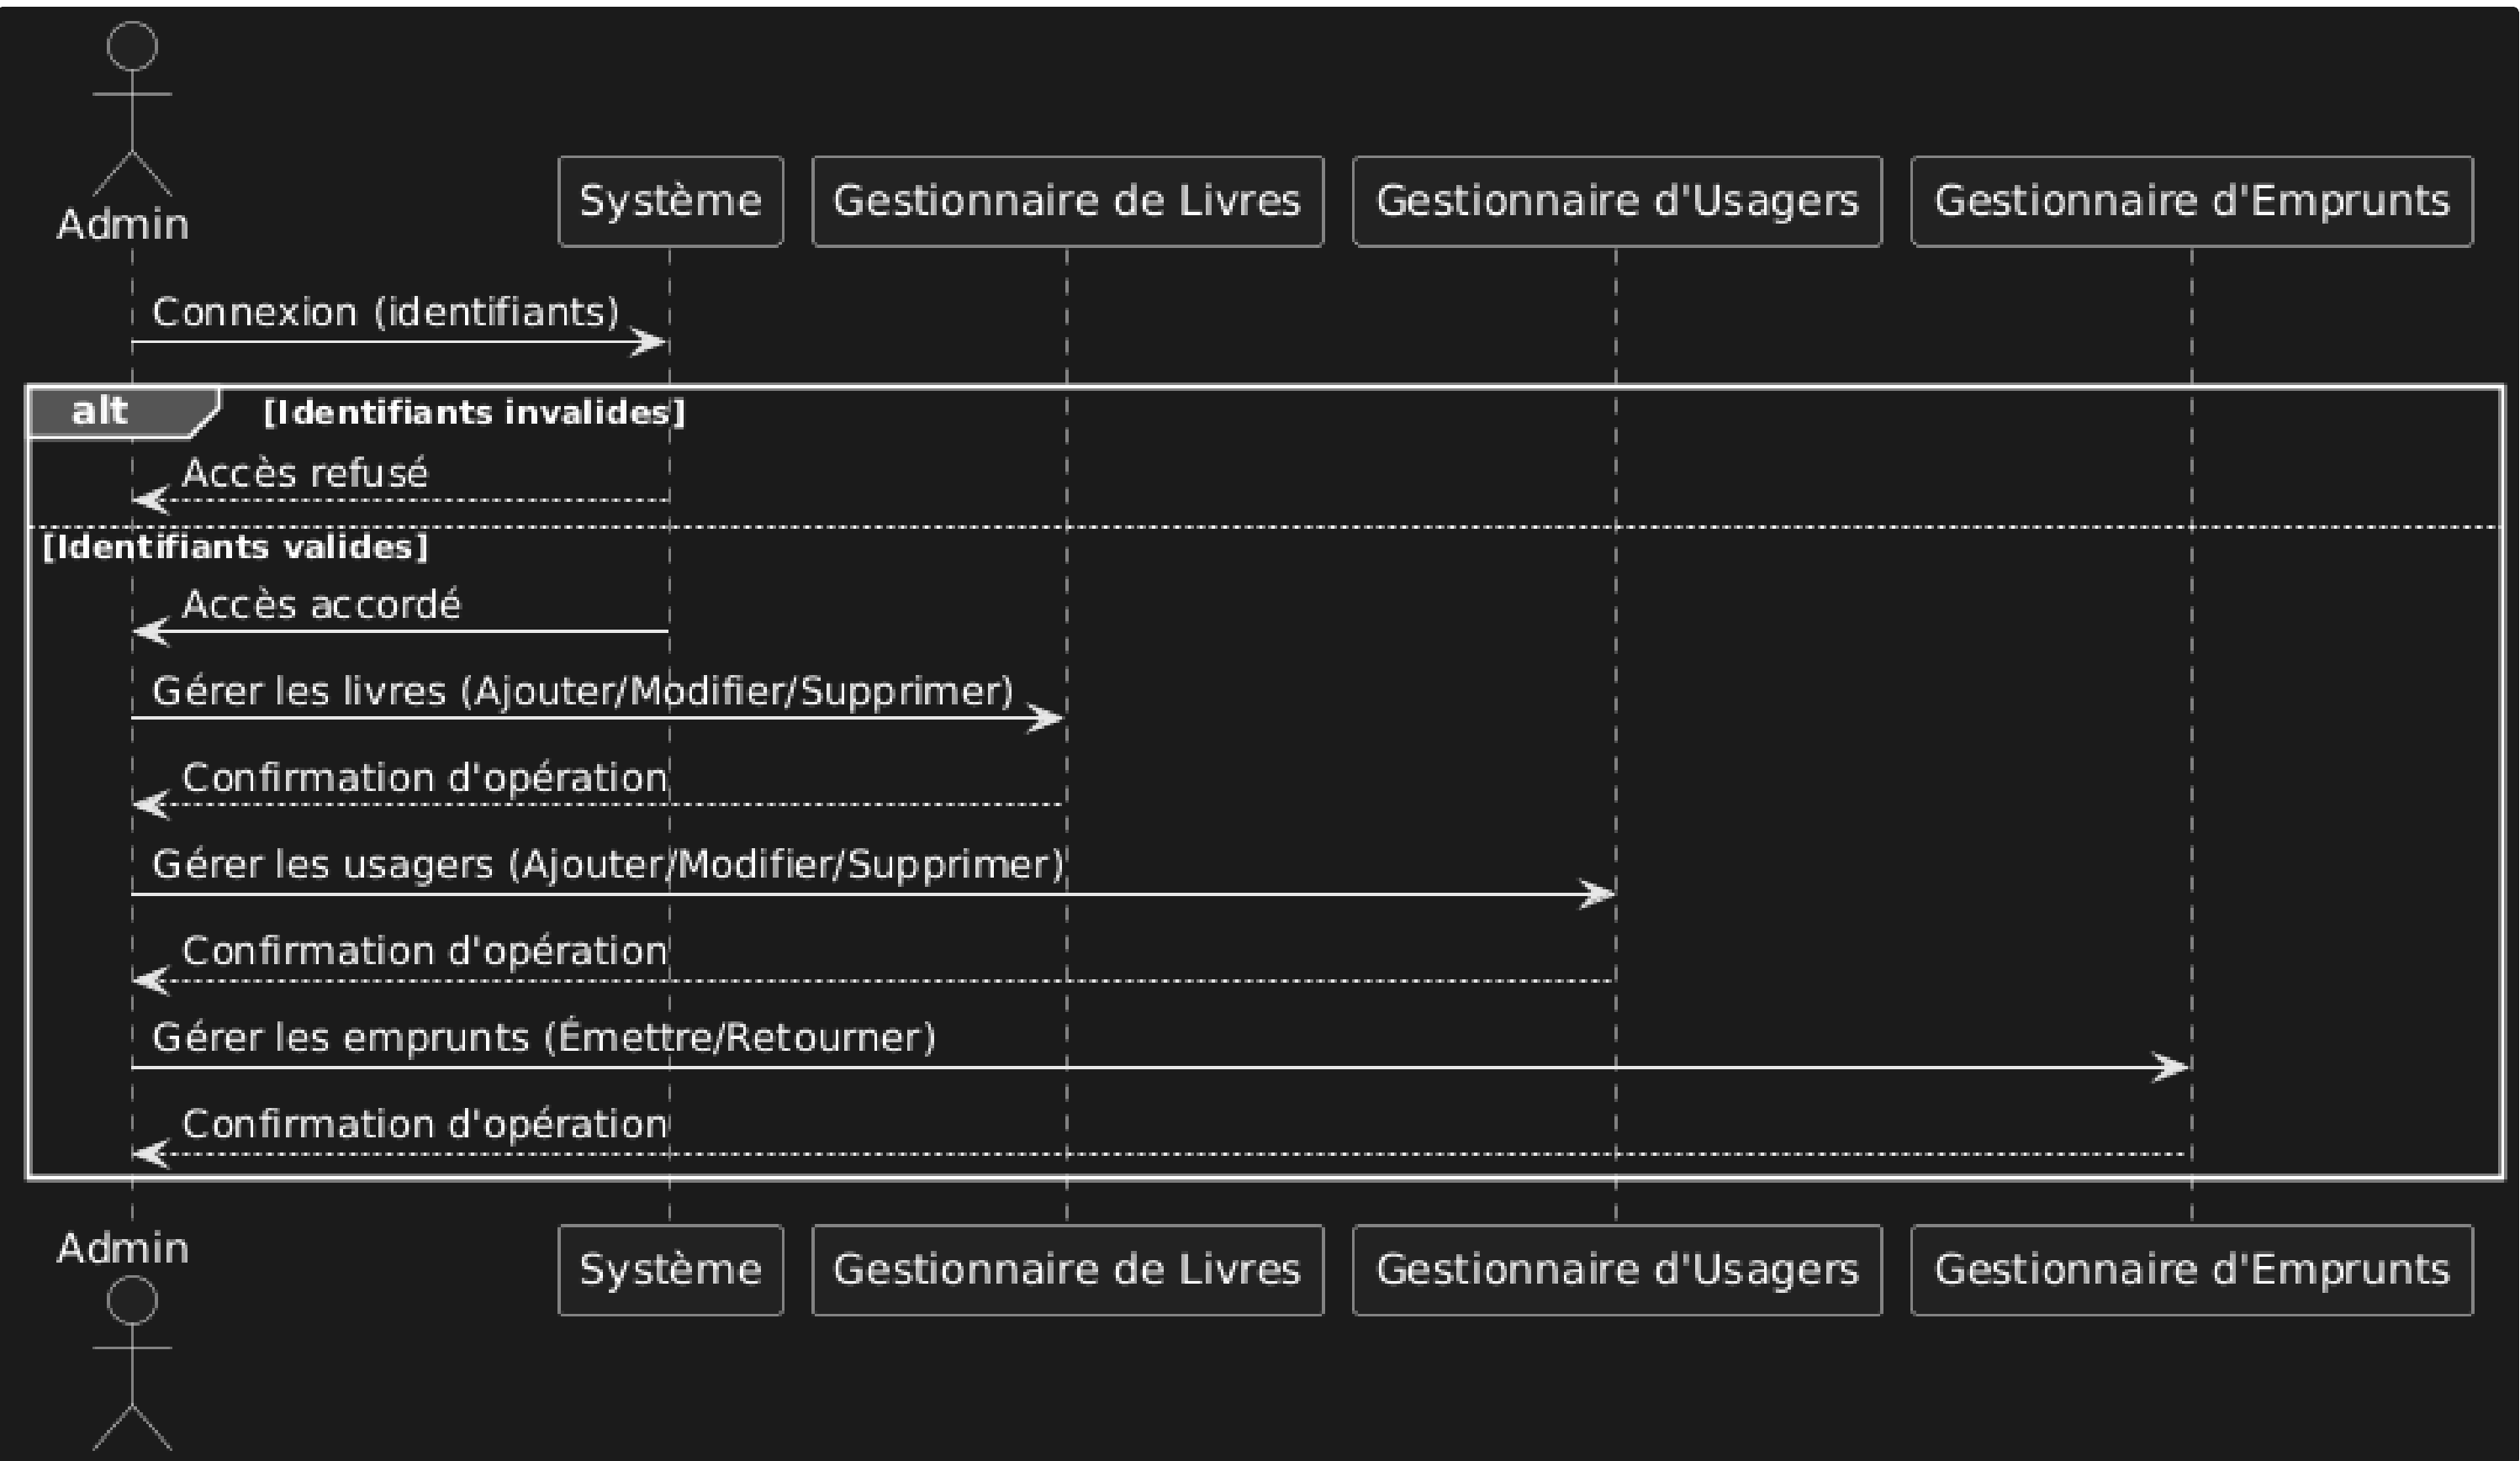 Admin
Système
Gestionnaire de Livres
Gestionnaire d'Usagers
Gestionnaire d'Emprunts
Connexion (identifiants)
alt [Identifiants invalides]
Accès refusé
[Identifiants valides]
Accès accordé
Gérer les livres (Ajouter/Modifier/Supprimer)
Confirmation d'opération
Gérer les usagers (Ajouter/Modifier/Supprimer)
Confirmation d'opération
Gérer les emprunts (Émettre/Retourner)
Confirmation d'opération
Admin
Système
Gestionnaire de Livres
Gestionnaire d'Usagers
Gestionnaire d'Emprunts